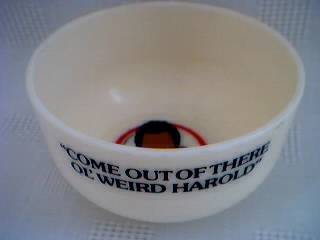 "COME OUT OF THERE
OL' WEIRD HAROLD"